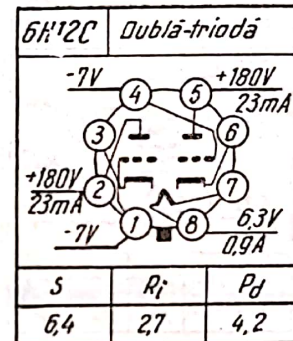 6H12C Dublă-triodă
-7V +180V
4 5 23mA
3 6
+180V 2 7
23mA
-7V 1 8 6,3V
0,9A
S Ri Pd
6,4 2,7 4,2